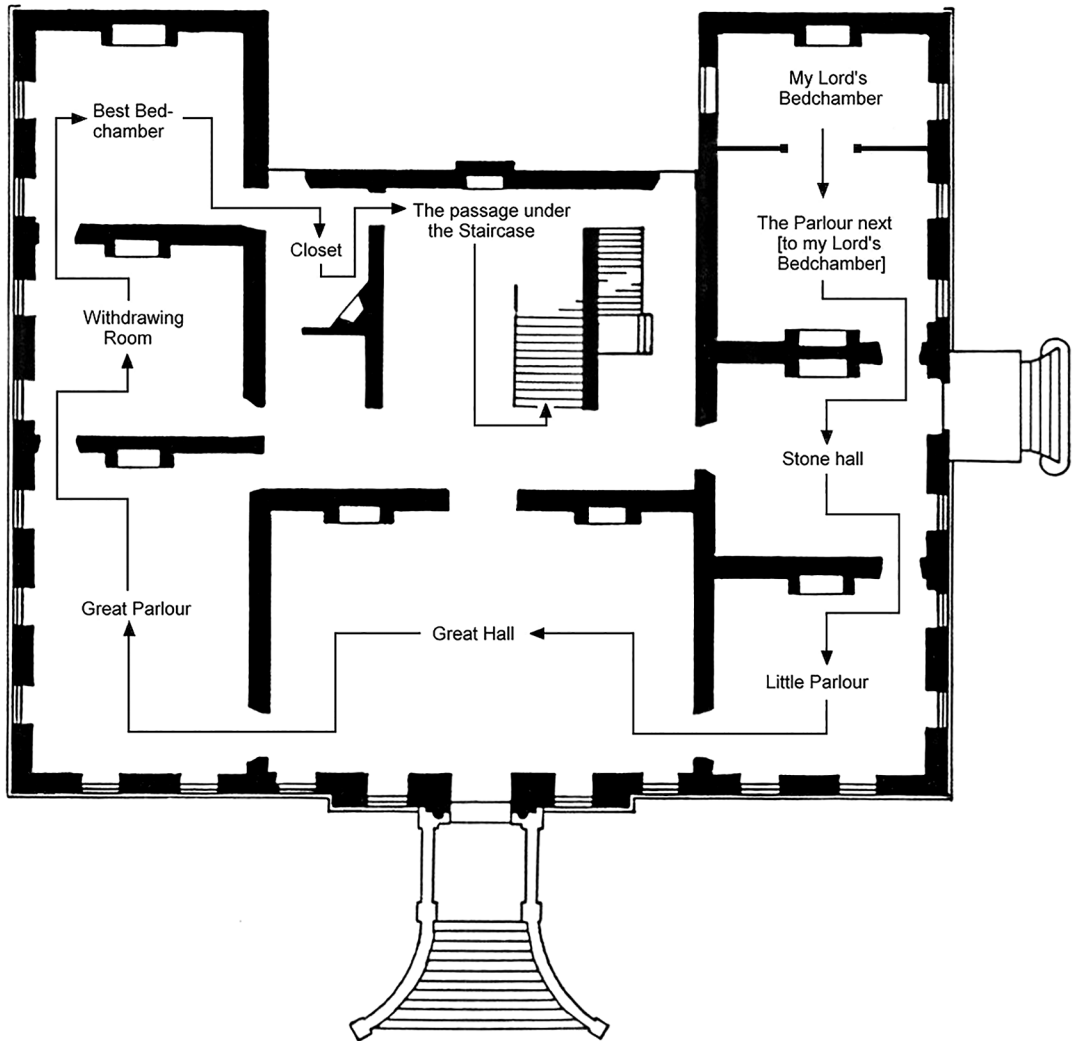 My Lord's
Bedchamber
Best Bed-
chamber
The passage under
the Staircase
The Parlour next
[to my Lord's
Bedchamber]
Closet
Withdrawing
Room
Stone hall
Great Parlour
Great Hall
Little Parlour